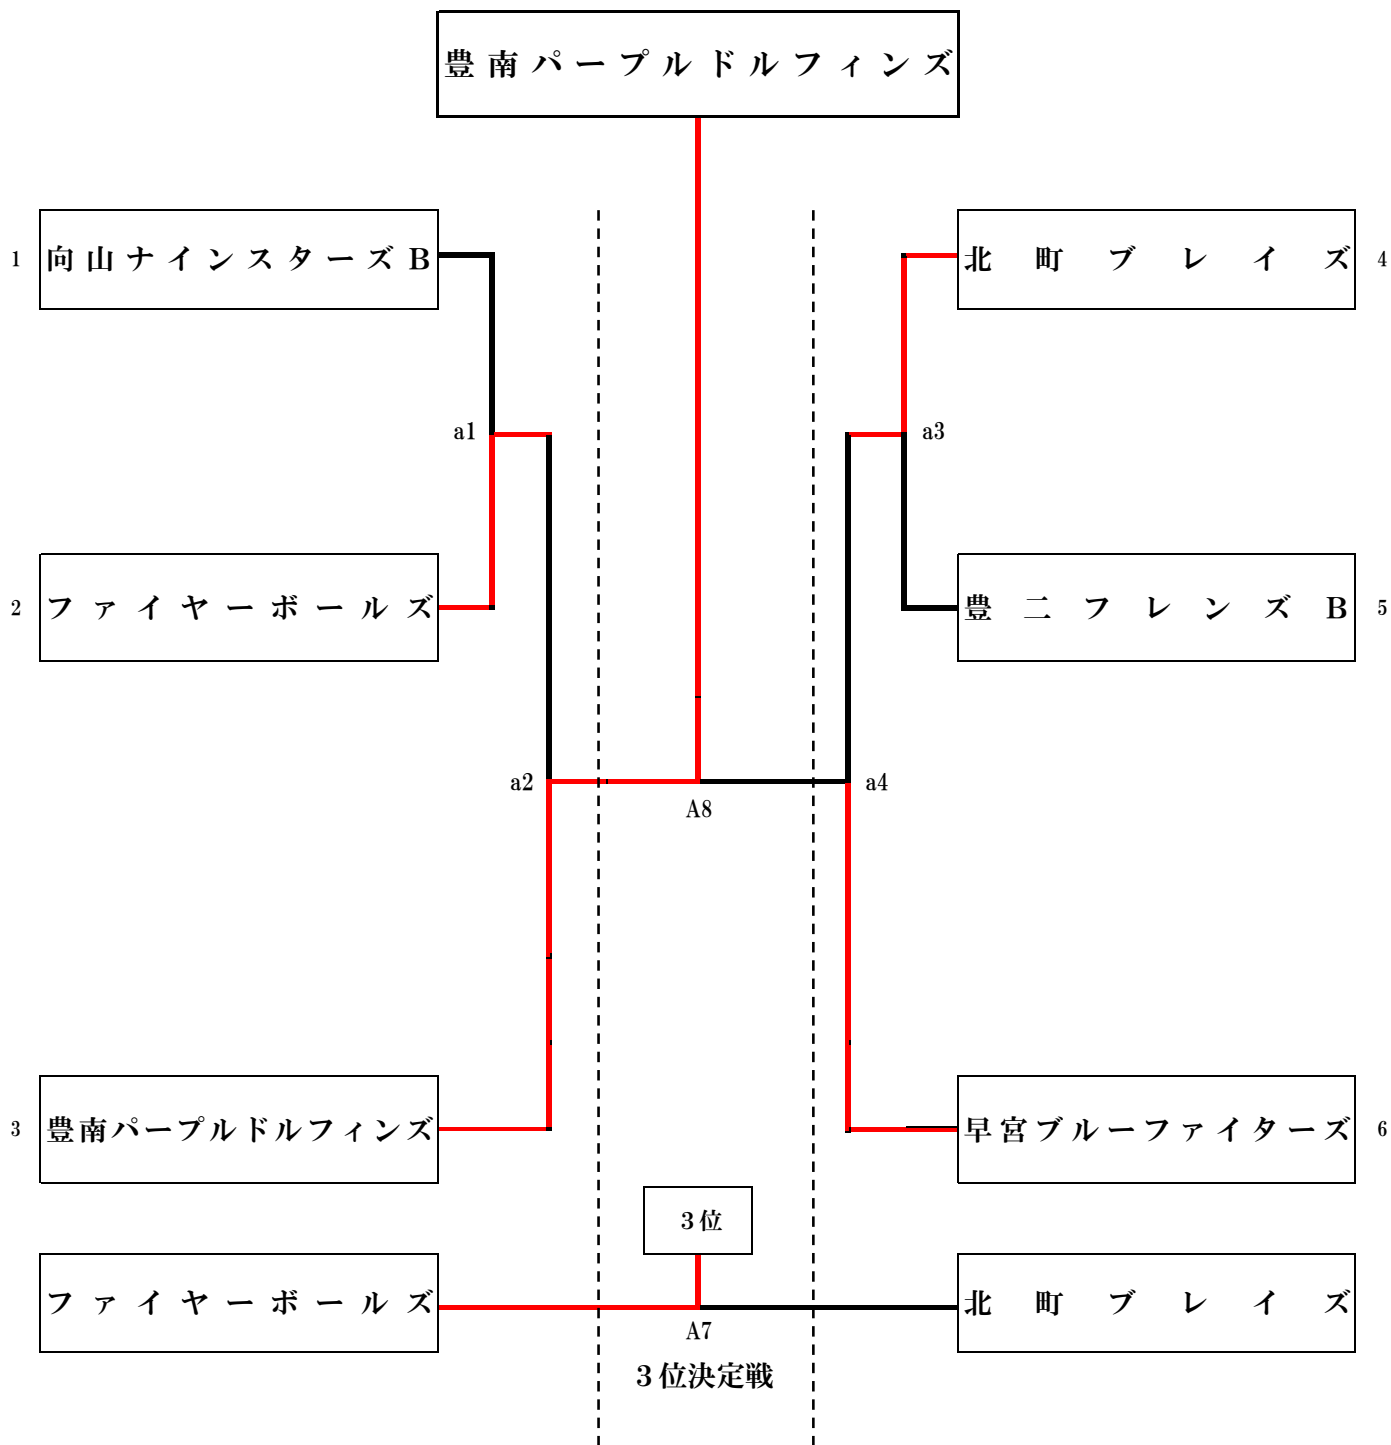 豊南パープルドルフィンズ
1 向山ナインスターズB
北町ブレイズ 4
a1
a3
2 ファイヤーボールズ
豊二フレンズB 5
a2
a4
A8
3 豊南パープルドルフィンズ
早宮ブルーファイターズ 6
3位
ファイヤーボールズ
北町ブレイズ
A7
3位決定戦